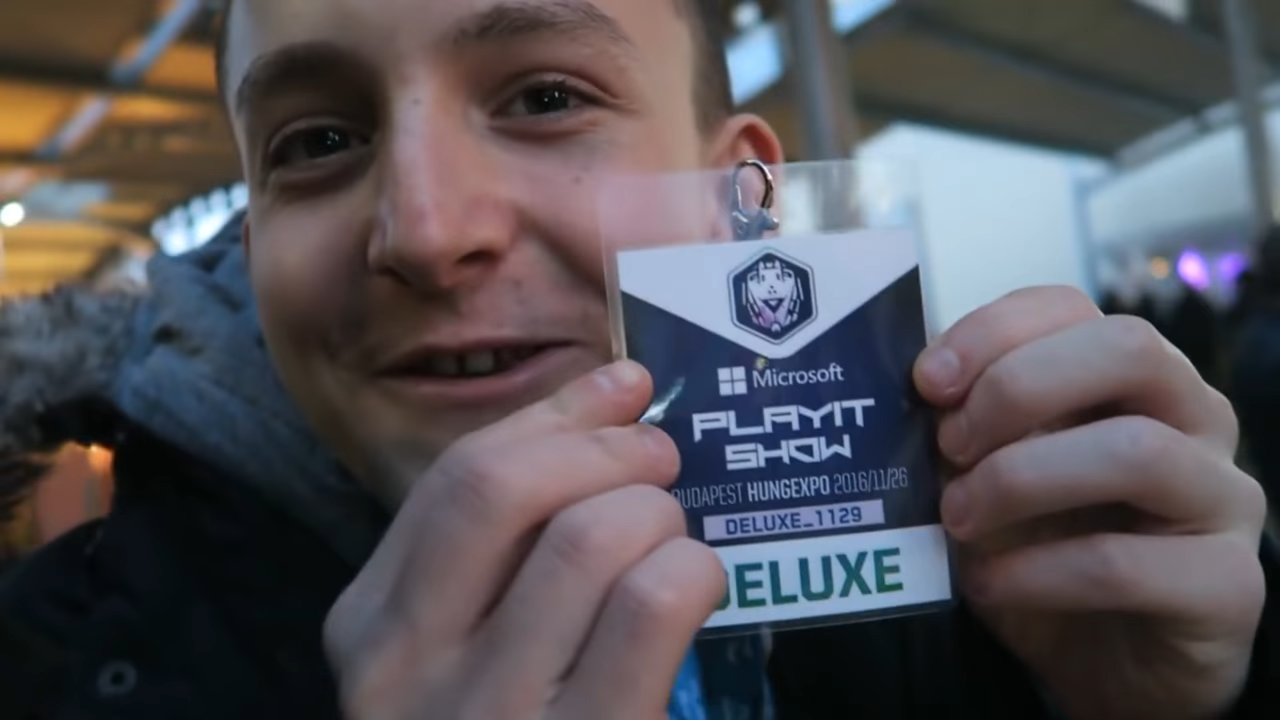 Microsoft
PLAYIT
SHOW
BUDAPEST HUNGEXPO 2016/11/26
DELUXE_1129
DELUXE